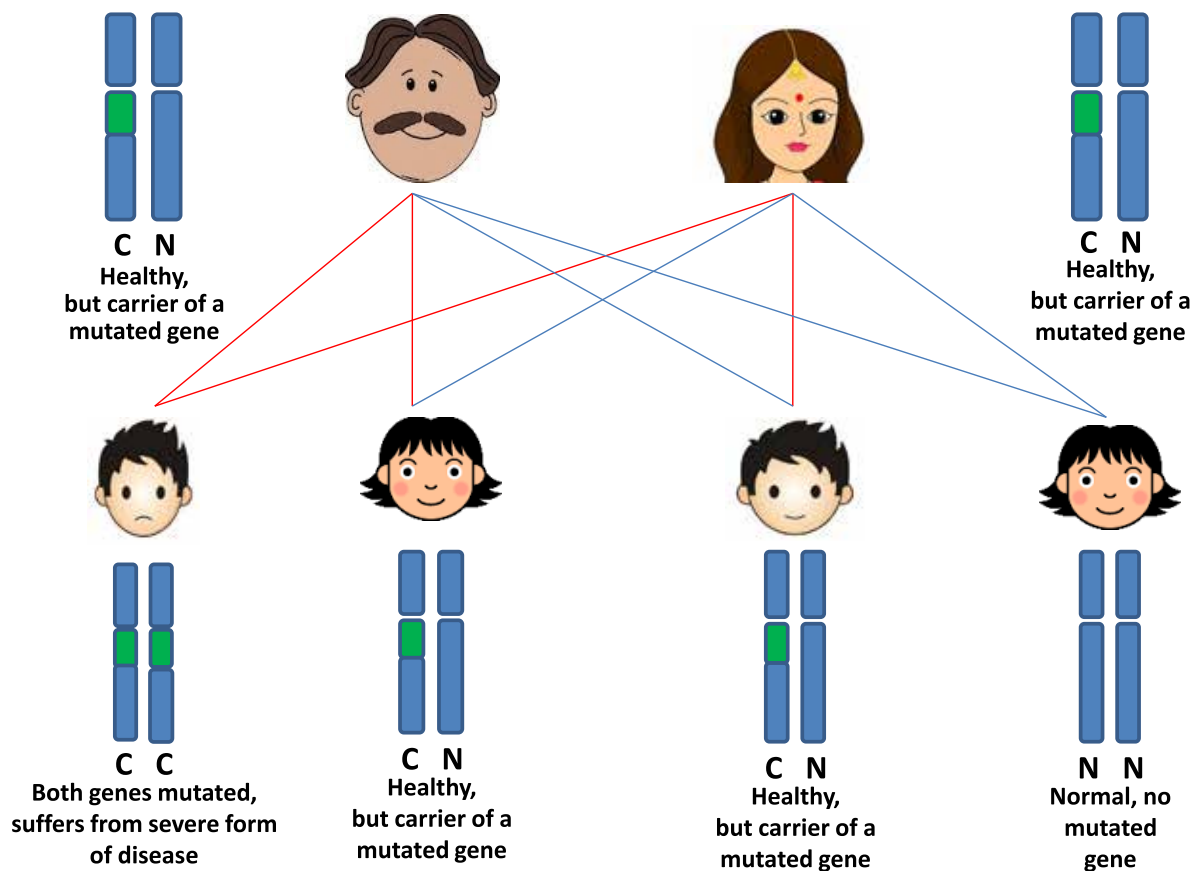 C N
Healthy,
but carrier of a
mutated gene
C N
Healthy,
but carrier of a
mutated gene
C C
Both genes mutated,
suffers from severe form
of disease
C N
Healthy,
but carrier of a
mutated gene
C N
Healthy,
but carrier of a
mutated gene
N N
Normal, no
mutated
gene